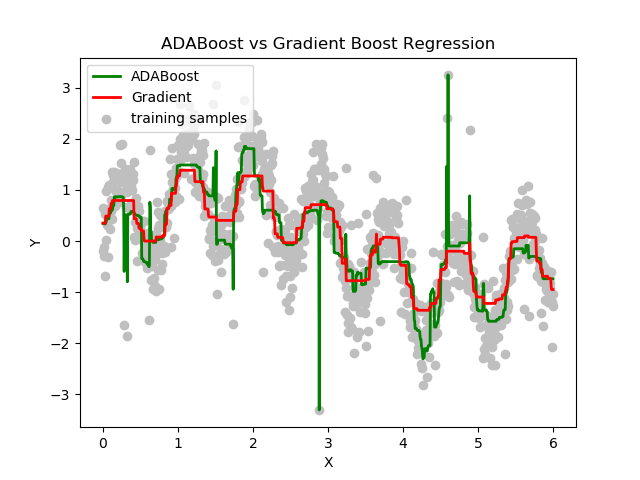 ADABoost vs Gradient Boost Regression
ADABoost
Gradient
training samples
Y
3
2
1
0
−1
−2
−3
0 1 2 3 4 5 6
X